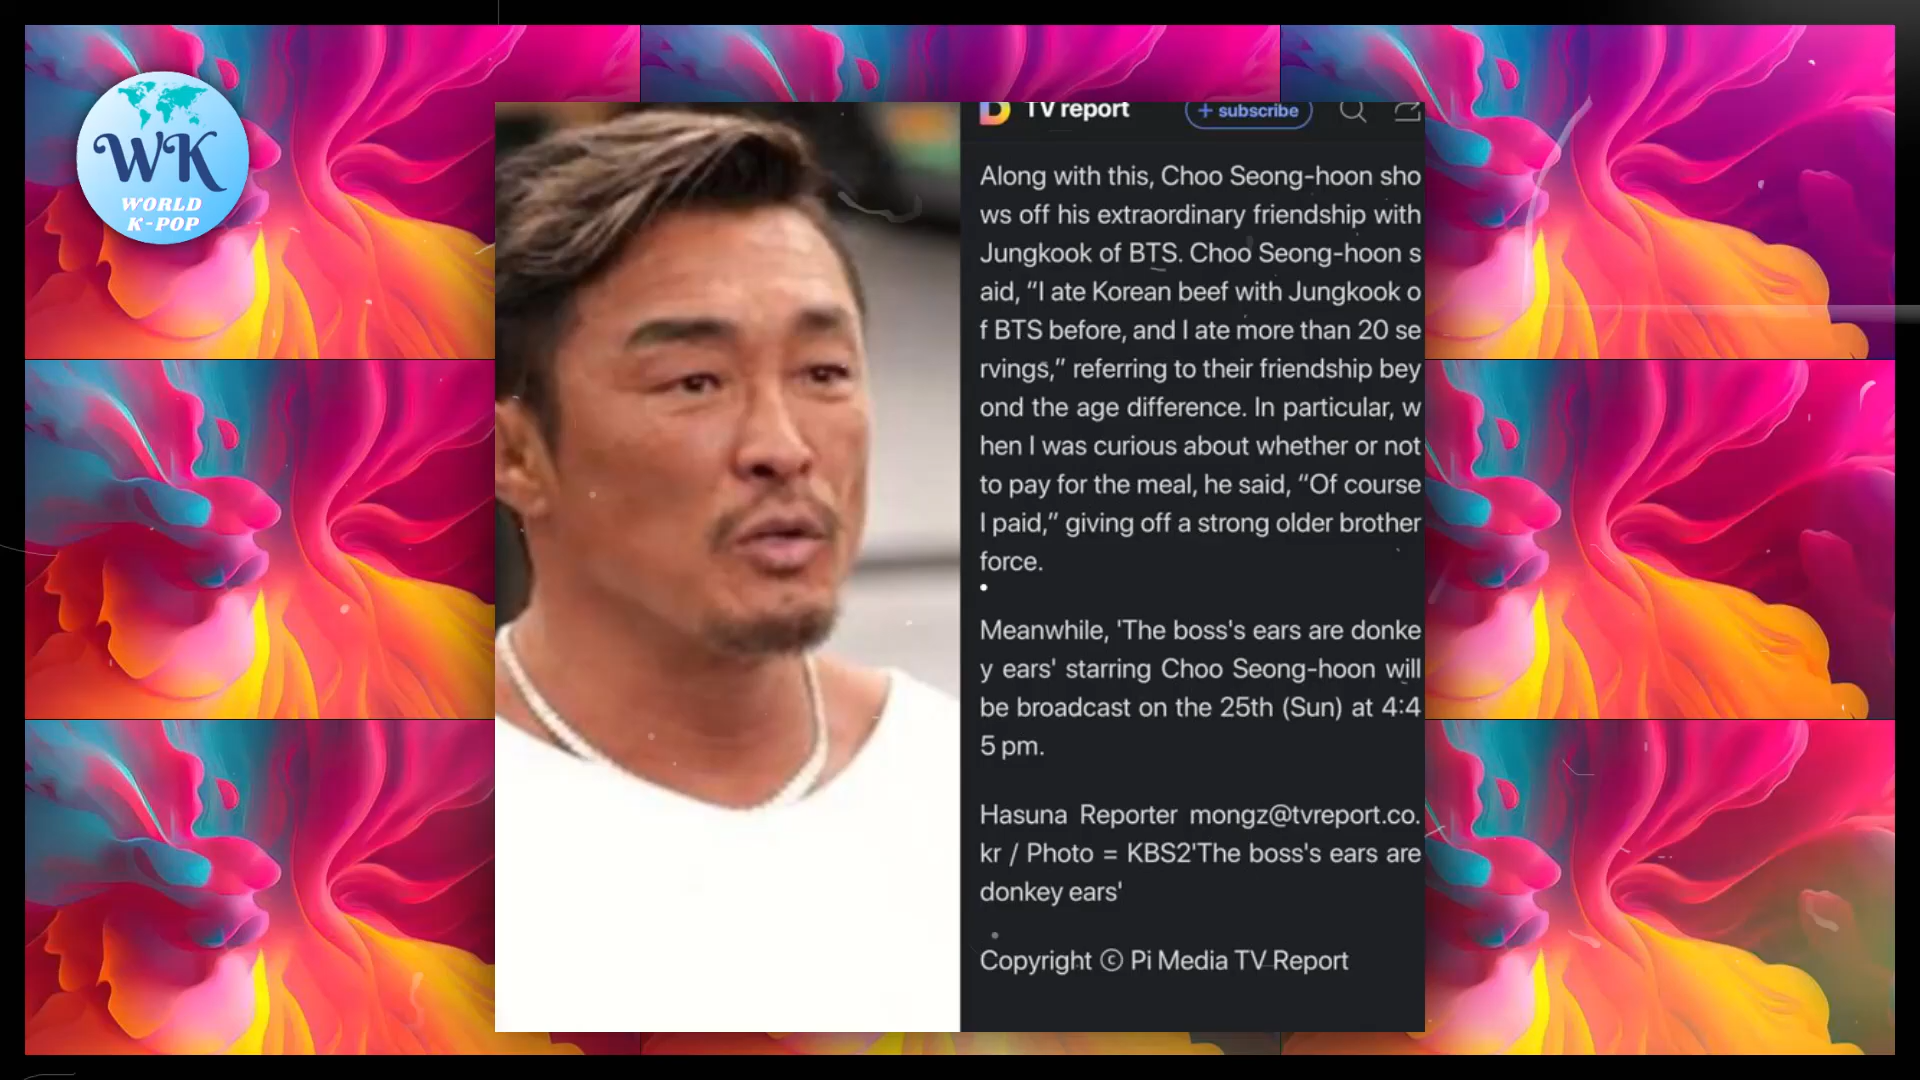 WK
WORLD
K-POP
TV report
+ subscribe
Along with this, Choo Seong-hoon sho
ws off his extraordinary friendship with
Jungkook of BTS. Choo Seong-hoon s
aid, “I ate Korean beef with Jungkook o
f BTS before, and I ate more than 20 se
rvings,” referring to their friendship bey
ond the age difference. In particular, w
hen I was curious about whether or not
to pay for the meal, he said, “Of course
I paid,” giving off a strong older brother
force.
Meanwhile, 'The boss's ears are donke
y ears' starring Choo Seong-hoon will
be broadcast on the 25th (Sun) at 4:4
5 pm.
Hasuna Reporter mongz@tvreport.co.
kr / Photo = KBS2'The boss's ears are
donkey ears'
Copyright ⓒ Pi Media TV Report